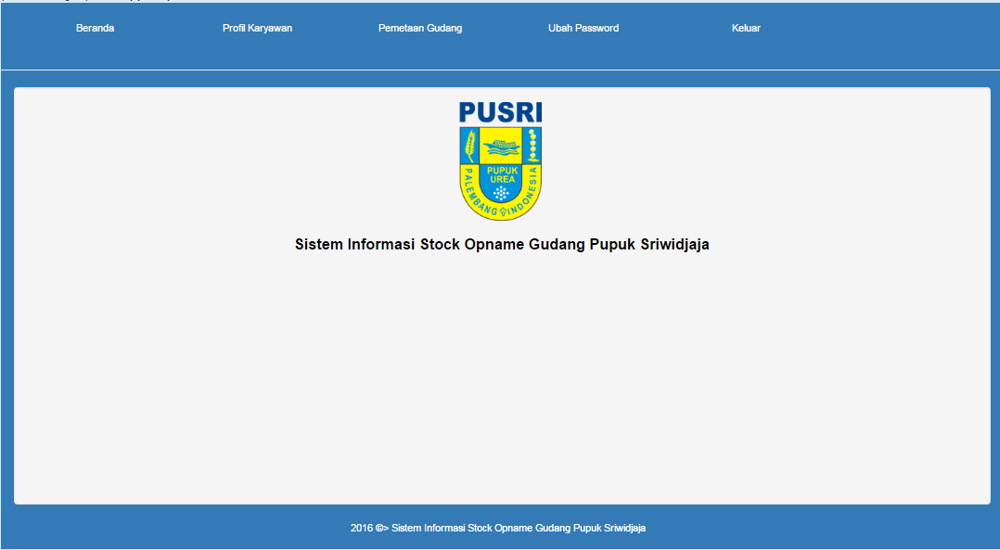 Beranda Profil Karyawan Pemetaan Gudang Ubah Password Keluar
PUSRI
PUPUK
UREA
PALEMBANG INDONESIA
Sistem Informasi Stock Opname Gudang Pupuk Sriwidjaja
2016 ©> Sistem Informasi Stock Opname Gudang Pupuk Sriwidjaja